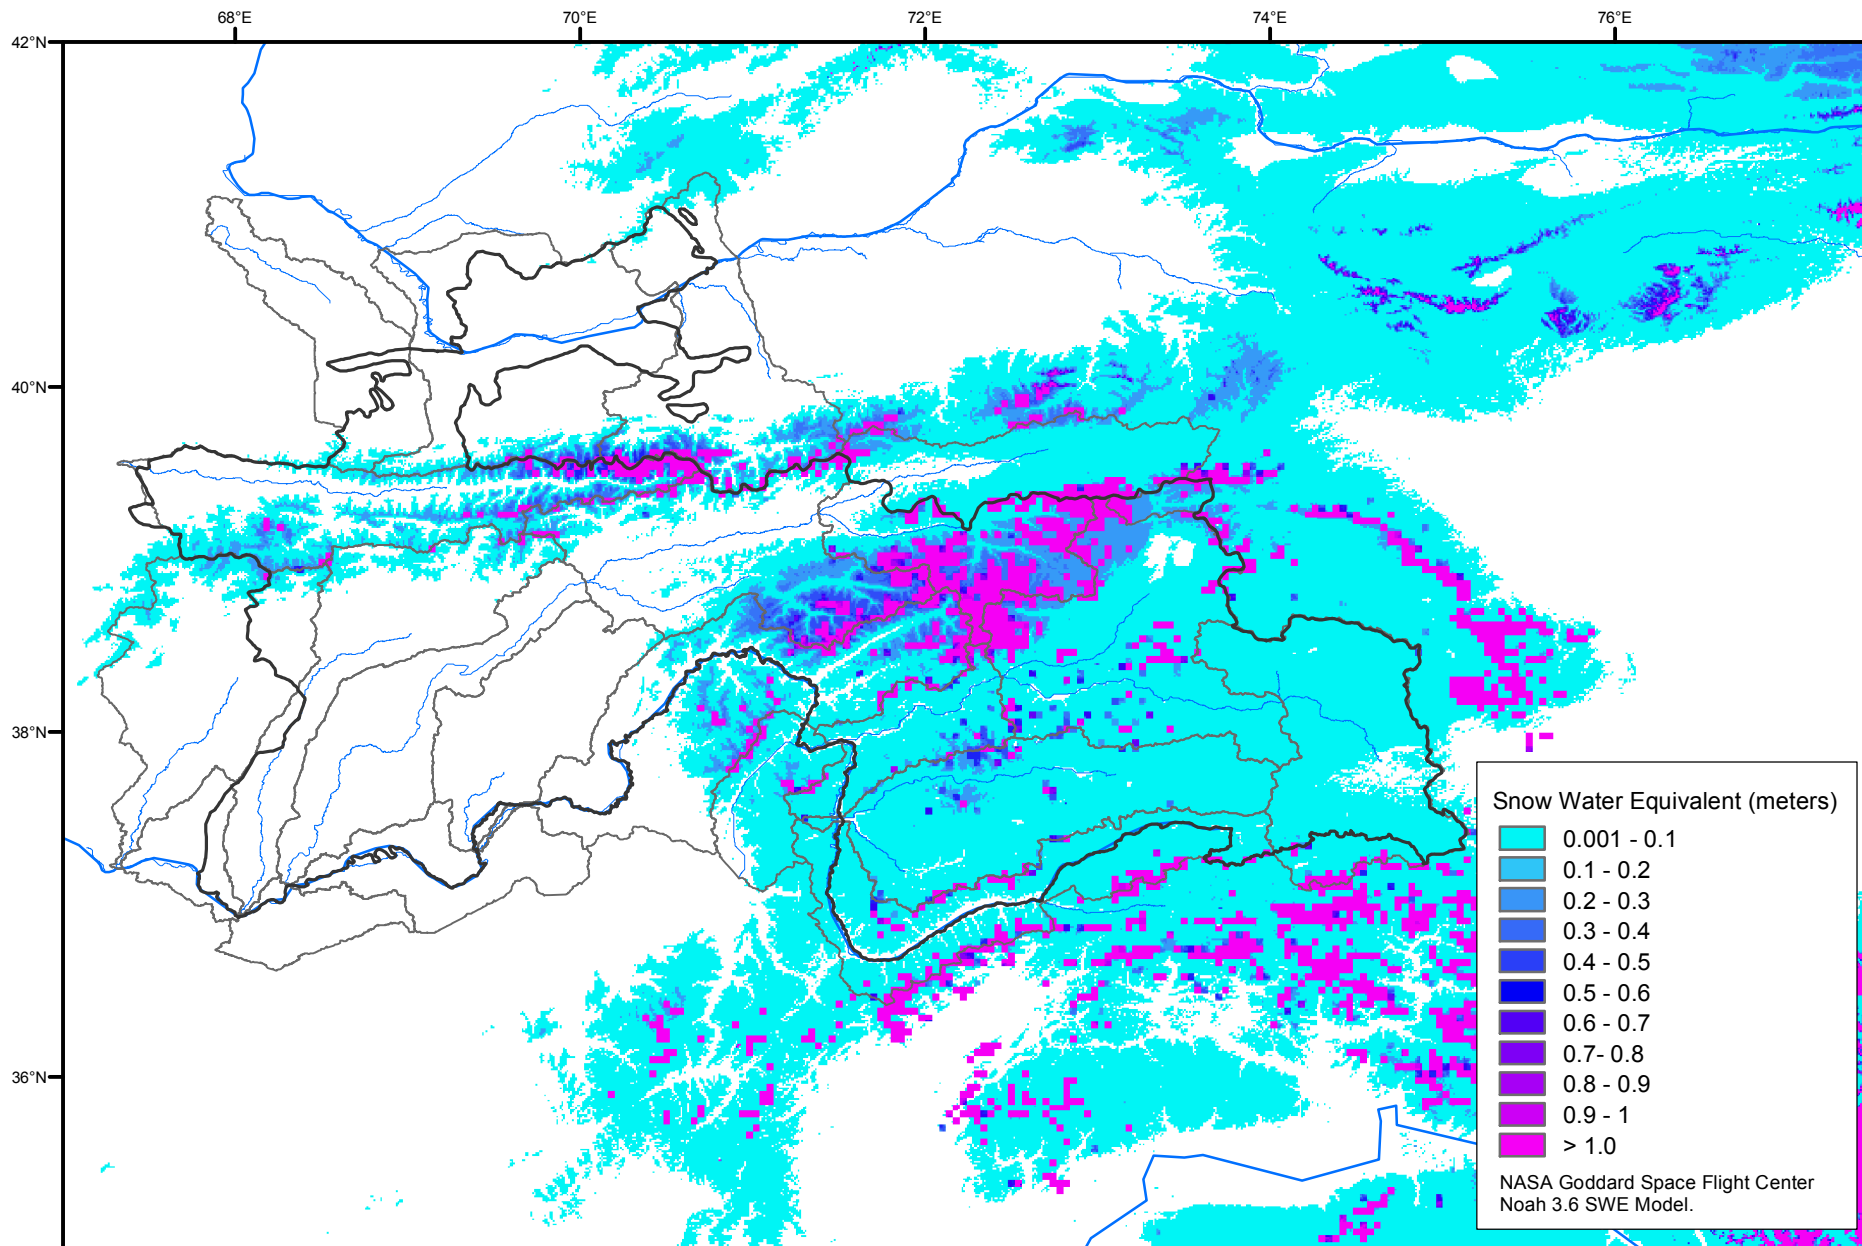 68°E 70°E 72°E 74°E 76°E
42°N
40°N
38°N
36°N
Snow Water Equivalent (meters)
0.001 - 0.1
0.1 - 0.2
0.2 - 0.3
0.3 - 0.4
0.4 - 0.5
0.5 - 0.6
0.6 - 0.7
0.7- 0.8
0.8 - 0.9
0.9 - 1
> 1.0
NASA Goddard Space Flight Center
Noah 3.6 SWE Model.